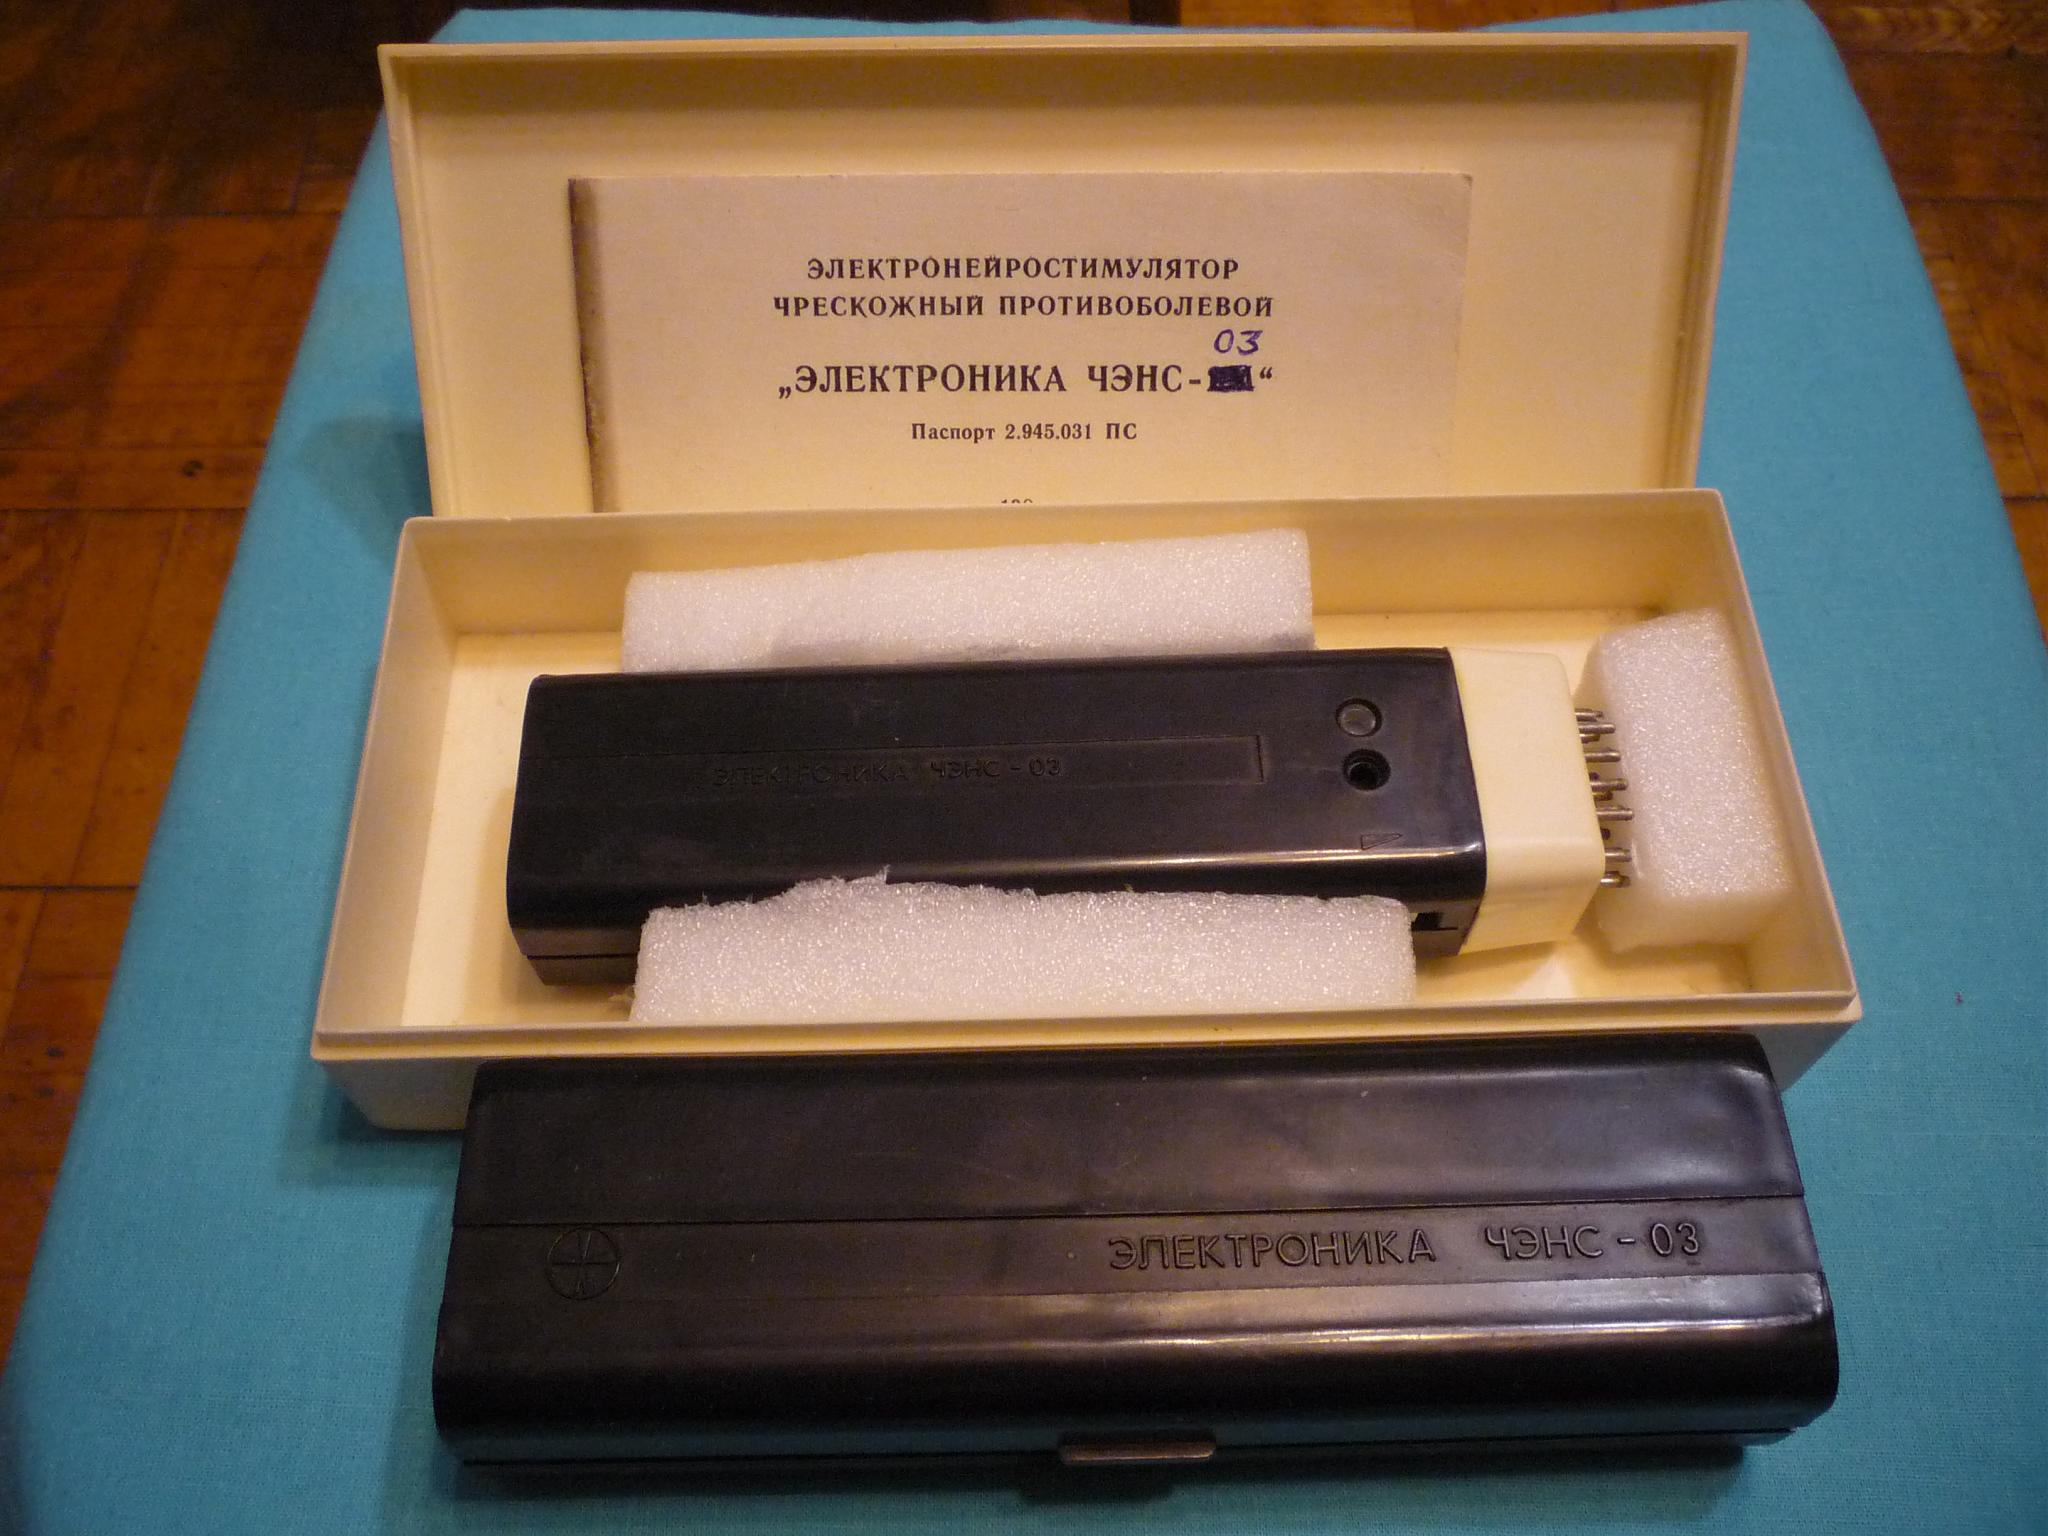 ЭЛЕКТРОНЕЙРОСТИМУЛЯТОР
ЧРЕСКОЖНЫЙ ПРОТИВОБОЛЕВОЙ
03
„ЭЛЕКТРОНИКА ЧЭНС-“
Паспорт 2.945.031 ПС
ЭЛЕКТРОНИКА ЧЭНС - 03
ЭЛЕКТРОНИКА ЧЭНС - 03